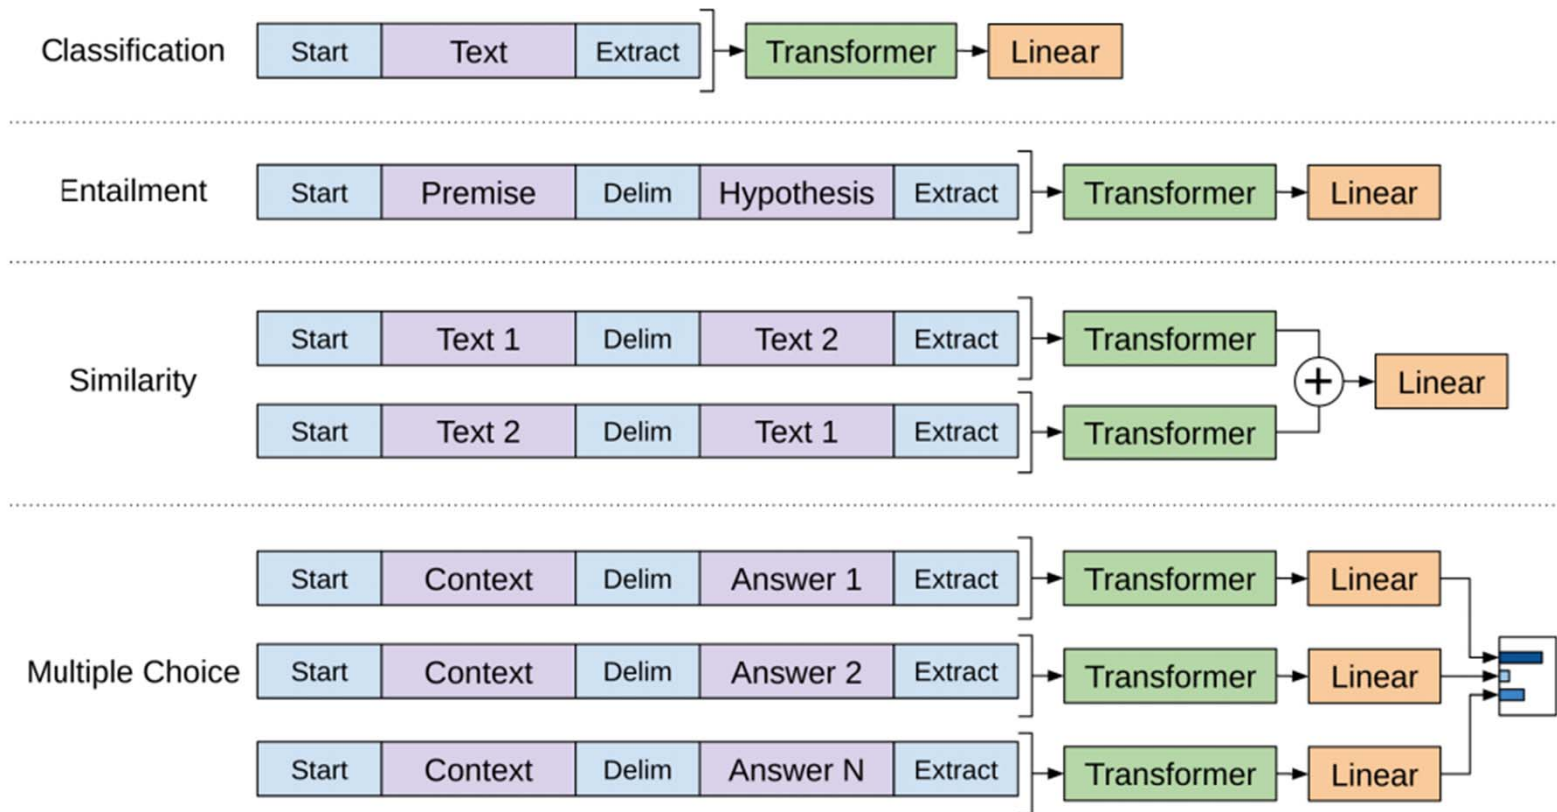 Classification Start Text Extract Transformer Linear
Entailment Start Premise Delim Hypothesis Extract Transformer Linear
Start Text 1 Delim Text 2 Extract Transformer
Similarity + Linear
Start Text 2 Delim Text 1 Extract Transformer
Start Context Delim Answer 1 Extract Transformer Linear
Multiple Choice Start Context Delim Answer 2 Extract Transformer Linear
Start Context Delim Answer N Extract Transformer Linear